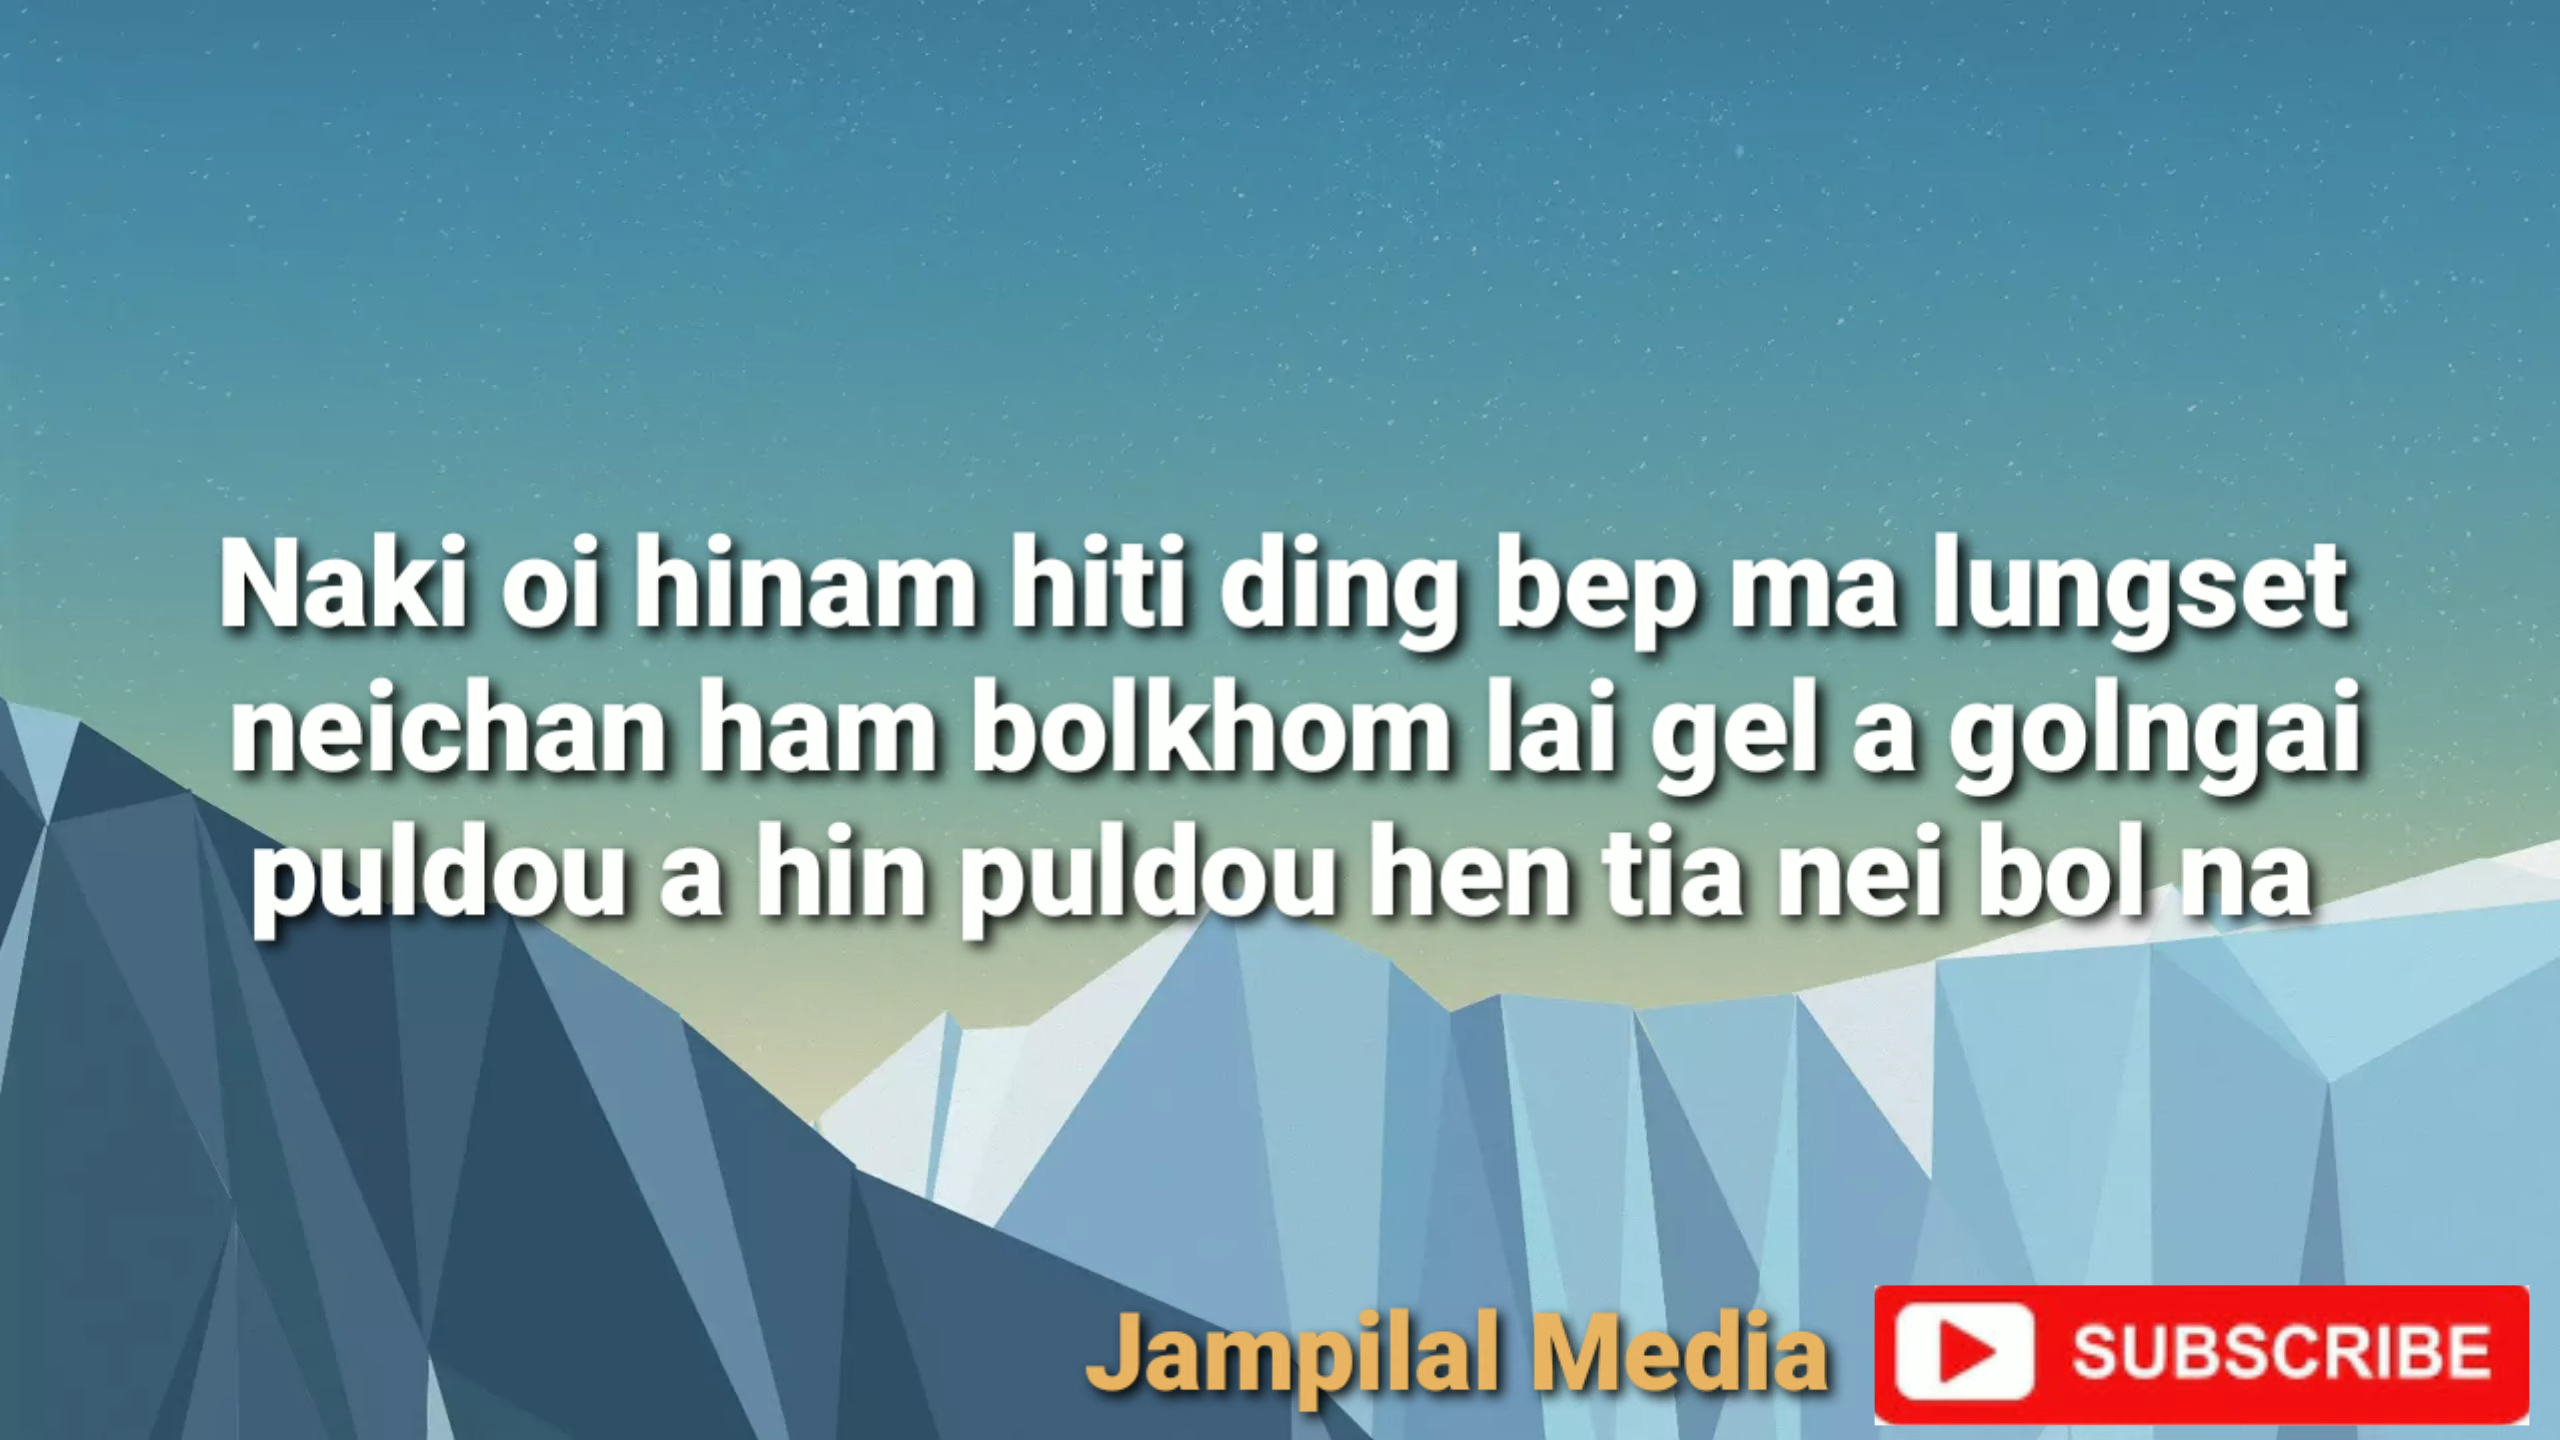 Naki oi hinam hiti ding bep ma lungset
neichan ham bolkhom lai gel a golngai
puldou a hin puldou hen tia nei bol na
Jampilal Media
SUBSCRIBE